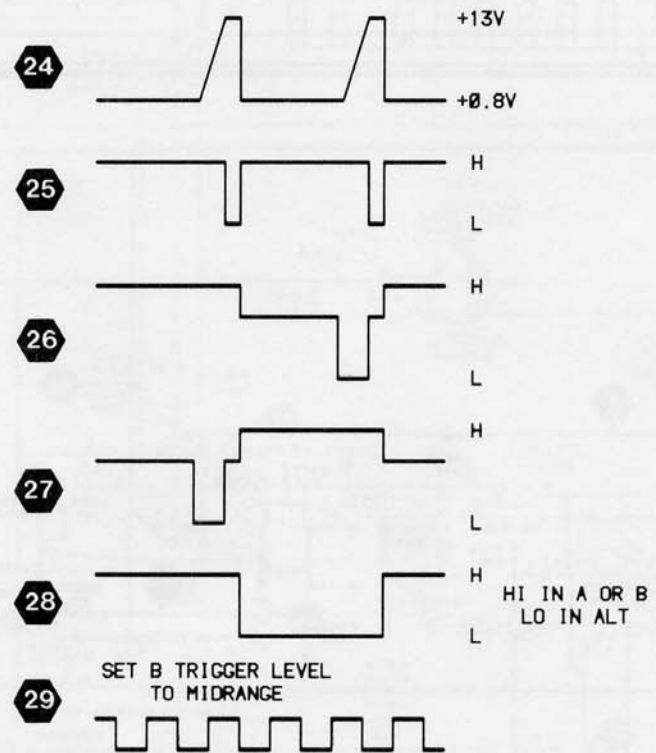 24
+13V
+0.8V
25
H
L
26
H
L
27
H
L
28
H
L
HI IN A OR B
LO IN ALT
29
SET B TRIGGER LEVEL
TO MIDRANGE